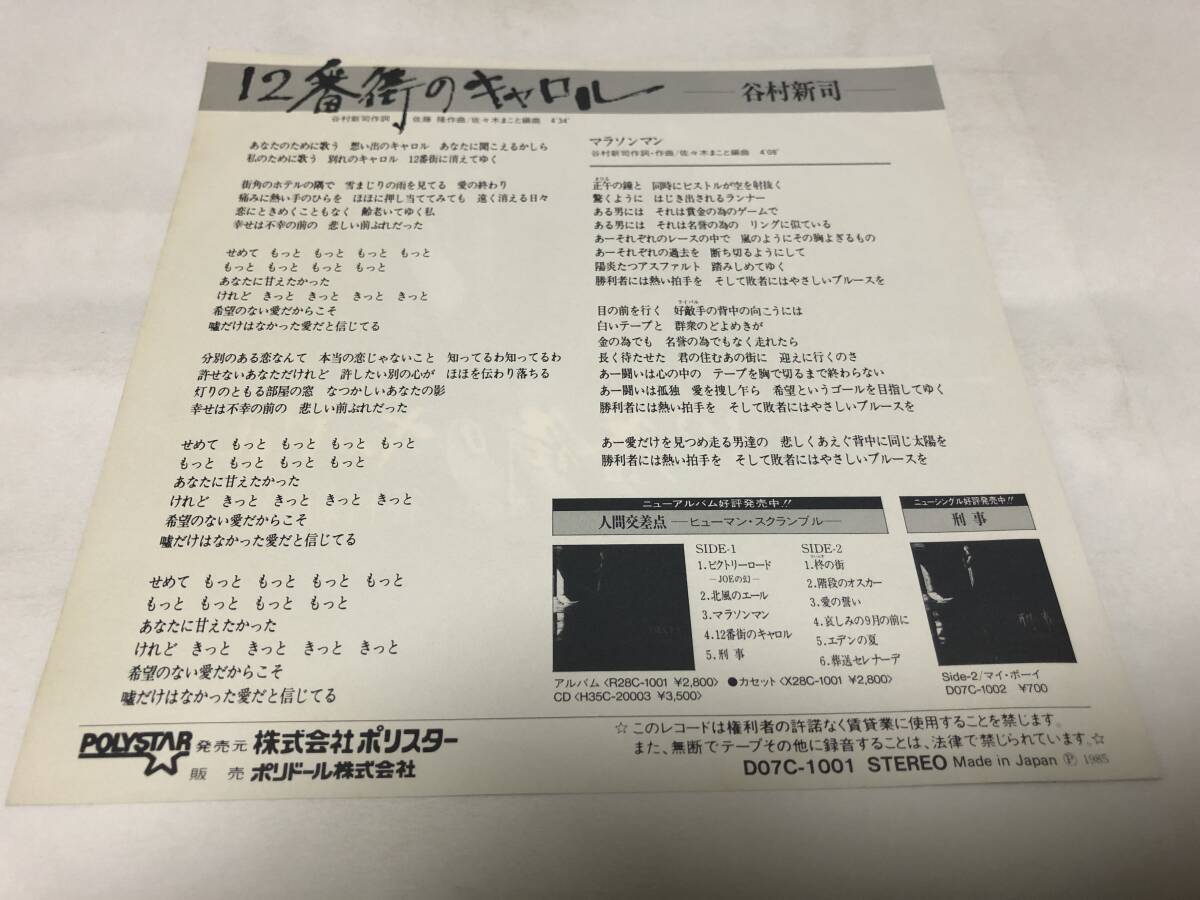 12番街のキャロル
谷村新司
谷村新司作詞 佐藤 隆作曲/佐々木まこと編曲 4'34"
あなたのために歌う 想い出のキャロル あなたに聞こえるかしら
私のために歌う 別れのキャロル 12番街に消えてゆく
街角のホテルの隅で 雪まじりの雨を見てる 愛の終わり
痛みに熱い手のひらを ほほに押し当ててみても 遠く消える日々
恋にときめくこともなく 齢老いてゆく私
幸せは不幸の前の 悲しい前ぶれだった
せめて もっと もっと もっと もっと
もっと もっと もっと もっと
あなたに甘えたかった
けれど きっと きっと きっと きっと
希望のない愛だからこそ
嘘だけはなかった愛だと信じてる
分別のある恋なんて 本当の恋じゃないこと 知ってるわ知ってるわ
許せないあなただけれど 許したい別の心が ほほを伝わり落ちる
灯りのともる部屋の窓 なつかしいあなたの影
幸せは不幸の前の 悲しい前ぶれだった
せめて もっと もっと もっと もっと
もっと もっと もっと もっと
あなたに甘えたかった
けれど きっと きっと きっと きっと
希望のない愛だからこそ
嘘だけはなかった愛だと信じてる
せめて もっと もっと もっと もっと
もっと もっと もっと もっと
あなたに甘えたかった
けれど きっと きっと きっと きっと
希望のない愛だからこそ
嘘だけはなかった愛だと信じてる
マラソンマン
谷村新司作詞・作曲/佐々木まこと編曲 4'08"
正午の鐘と 同時にピストルが空を射抜く
驚くように はじき出されるランナー
ある男には それは賞金の為のゲームで
ある男には それは名誉の為の リングに似ている
あーそれぞれのレースの中で 嵐のようにその胸よぎるもの
あーそれぞれの過去を 断ち切るようにして
陽炎たつアスファルト 踏みしめてゆく
勝利者には熱い拍手を そして敗者にはやさしいブルースを
ライバル
目の前を行く 好敵手の背中の向こうには
白いテープと 群衆のどよめきが
金の為でも 名誉の為でもなく走れたら
長く待たせた 君の住むあの街に 迎えに行くのさ
あー闘いは心の中の テープを胸で切るまで終わらない
あー闘いは孤独 愛を捜し乍ら 希望というゴールを目指してゆく
勝利者には熱い拍手を そして敗者にはやさしいブルースを
あー愛だけを見つめ走る男達の 悲しくあえぐ背中に同じ太陽を
勝利者には熱い拍手を そして敗者にはやさしいブルースを
ニューアルバム好評発売中!!
人間交差点 ―ヒューマン・スクランブル―
SIDE-1
1.ビクトリーロード
―JOEの幻―
2.北風のエール
3.マラソンマン
4.12番街のキャロル
5.刑事
SIDE-2
1.柊の街
2.階段のオスカー
3.愛の誓い
4.哀しみの9月の前に
5.エデンの夏
6.葬送セレナーデ
アルバム〈R28C-1001 ¥2,800〉 ●カセット〈X28C-1001 ¥2,800〉
CD〈H35C-20003 ¥3,500〉
ニューシングル好評発売中!!
刑事
刑事
Side-2/マイ・ボーイ
D07C-1002 ¥700
POLYSTAR 発売元 株式会社ポリスター
販売 ポリドール株式会社
☆このレコードは権利者の許諾なく賃貸業に使用することを禁じます。
また、無断でテープその他に録音することは、法律で禁じられています。☆
D07C-1001 STEREO Made in Japan Ⓟ 1985